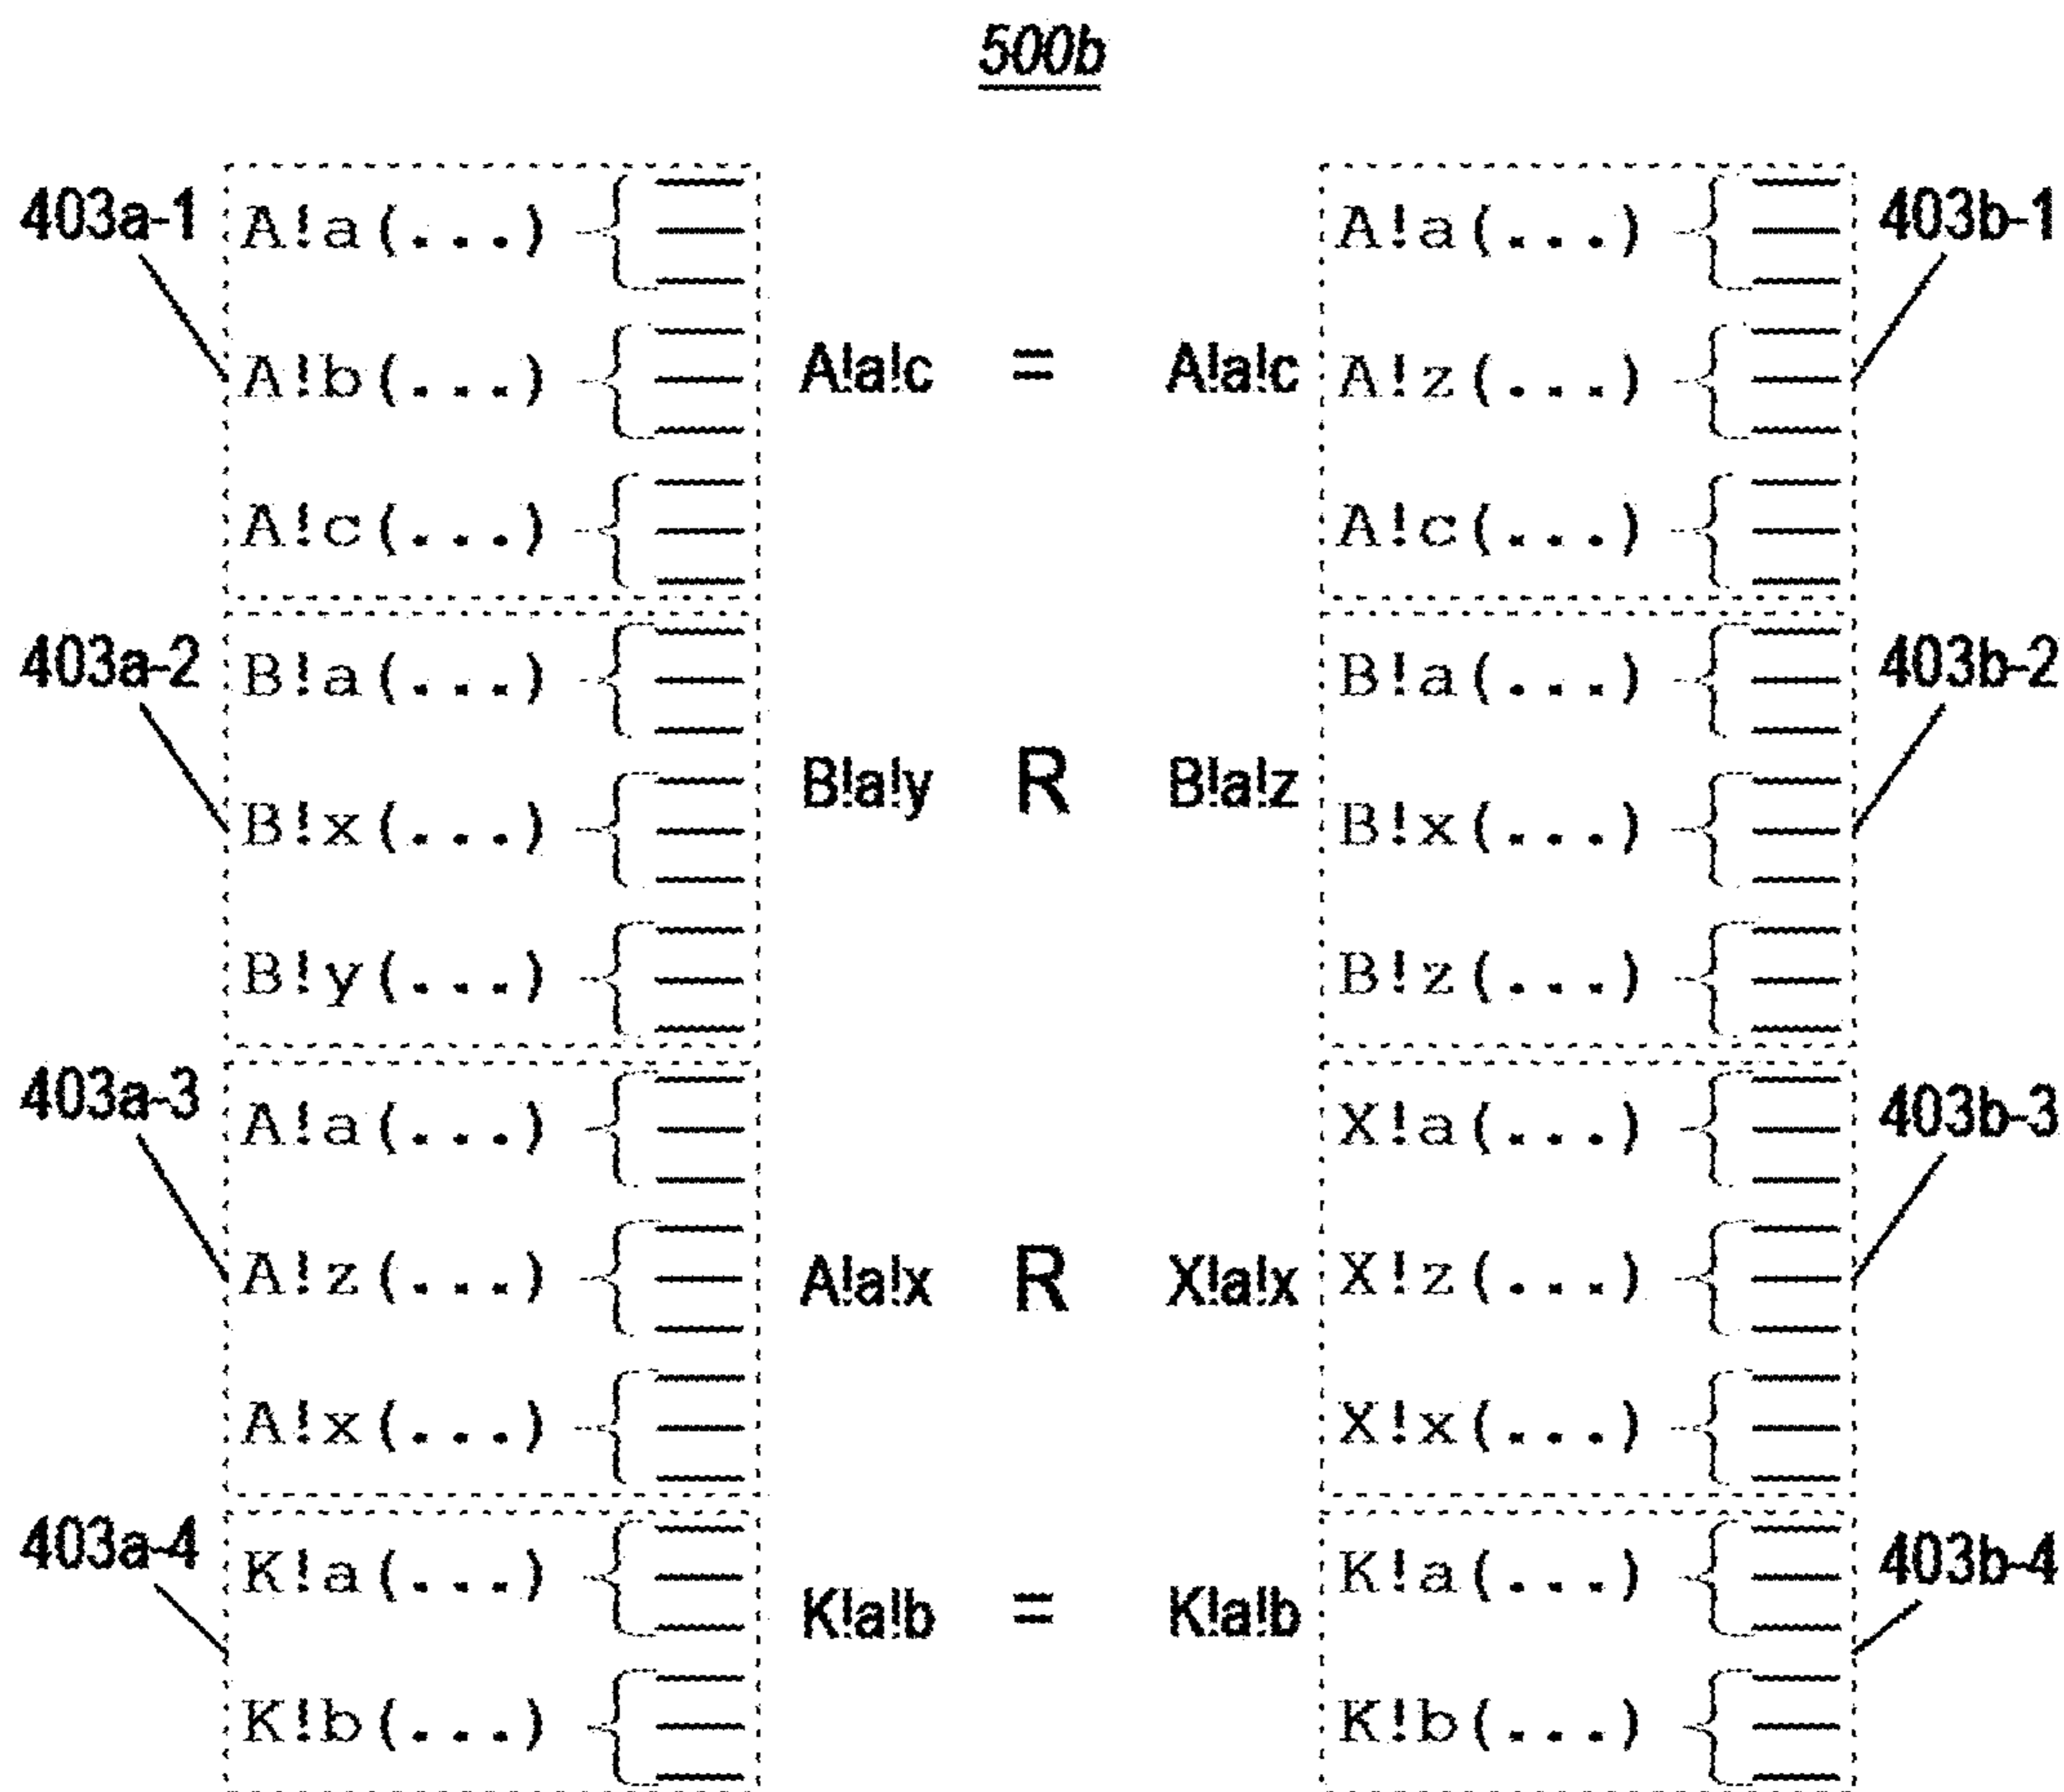 500b
403a-1 A!a(...) A!a(...) 403b-1
A!b(...) A!a!c = A!a!c A!z(...)
A!c(...) A!c(...)
403a-2 B!a(...) B!a(...) 403b-2
B!x(...) B!a!y R B!a!z B!x(...)
B!y(...) B!z(...)
403a-3 A!a(...) X!a(...) 403b-3
A!z(...) A!a!x R X!a!x X!z(...)
A!x(...) X!x(...)
403a-4 K!a(...) K!a!b = K!a!b K!a(...) 403b-4
K!b(...) K!b(...)